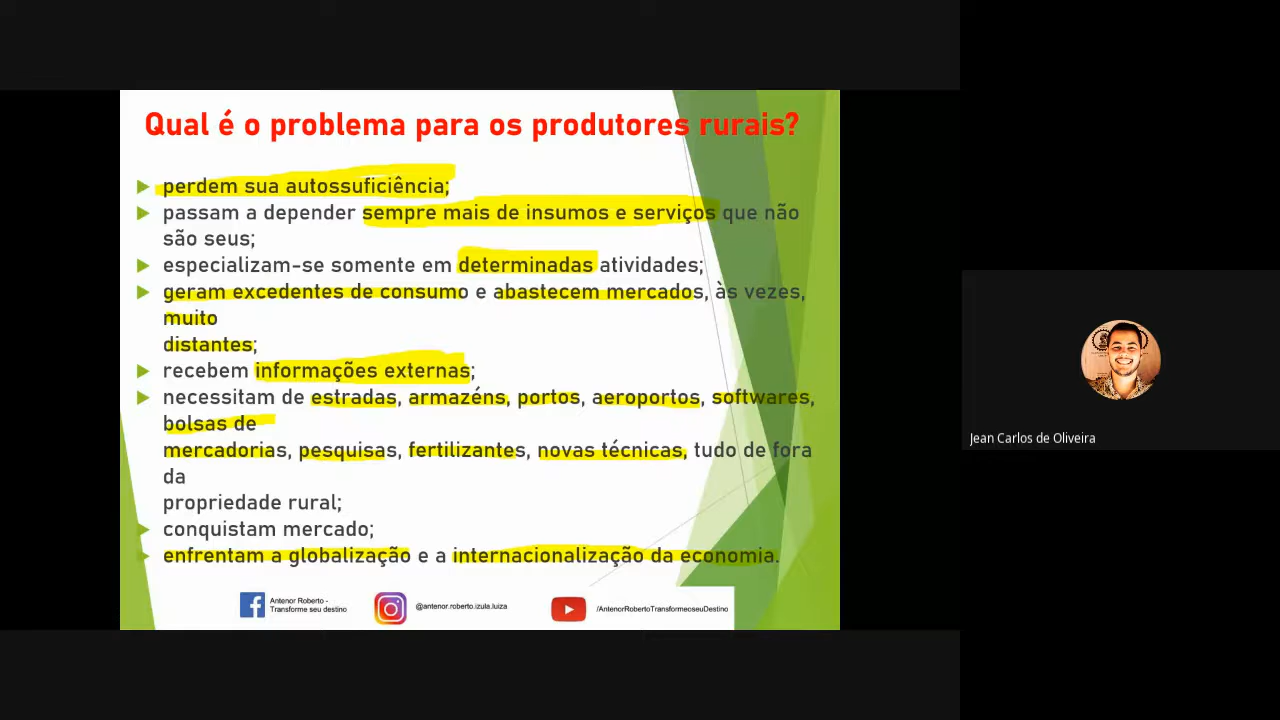 Qual é o problema para os produtores rurais?
perdem sua autossuficiência;
passam a depender sempre mais de insumos e serviços que não
são seus;
especializam-se somente em determinadas atividades;
geram excedentes de consumo e abastecem mercados, às vezes,
muito
distantes;
recebem informações externas;
necessitam de estradas, armazéns, portos, aeroportos, softwares,
bolsas de
mercadorias, pesquisas, fertilizantes, novas técnicas, tudo de fora
da
propriedade rural;
conquistam mercado;
enfrentam a globalização e a internacionalização da economia.
Antenor Roberto -
Transforme seu destino
@antenor.roberto.izula.luiza
/AntenorRobertoTransformeoseuDestino
Jean Carlos de Oliveira